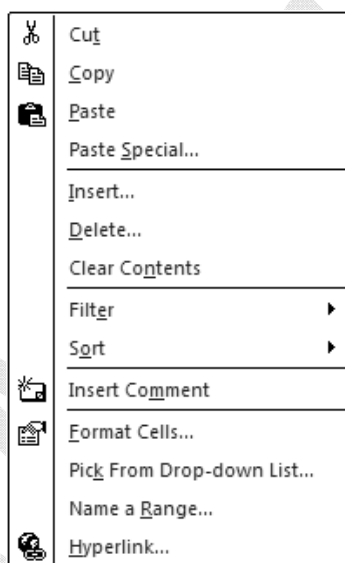 Cut
Copy
Paste
Paste Special...
Insert...
Delete...
Clear Contents
Filter
Sort
Insert Comment
Format Cells...
Pick From Drop-down List...
Name a Range...
Hyperlink...